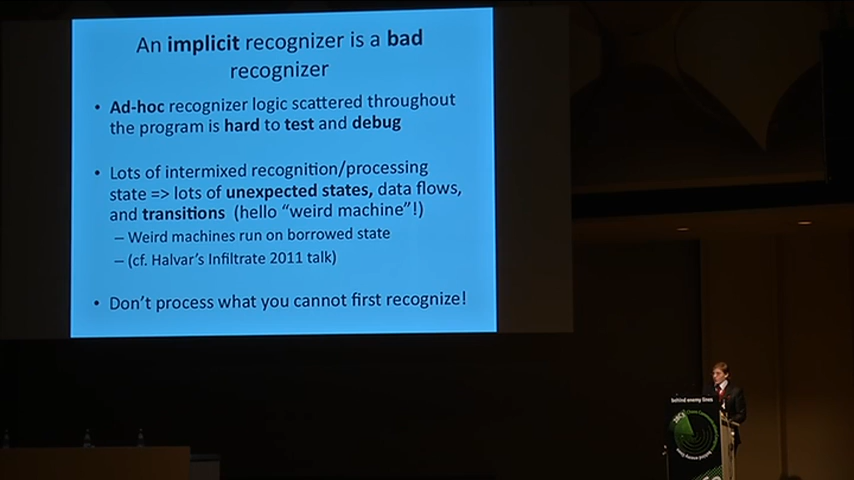 An implicit recognizer is a bad
recognizer
• Ad-hoc recognizer logic scattered throughout
the program is hard to test and debug
• Lots of intermixed recognition/processing
state => lots of unexpected states, data flows,
and transitions (hello "weird machine"!)
– Weird machines run on borrowed state
– (cf. Halvar's Infiltrate 2011 talk)
• Don't process what you cannot first recognize!
behind enemy lines
28C3